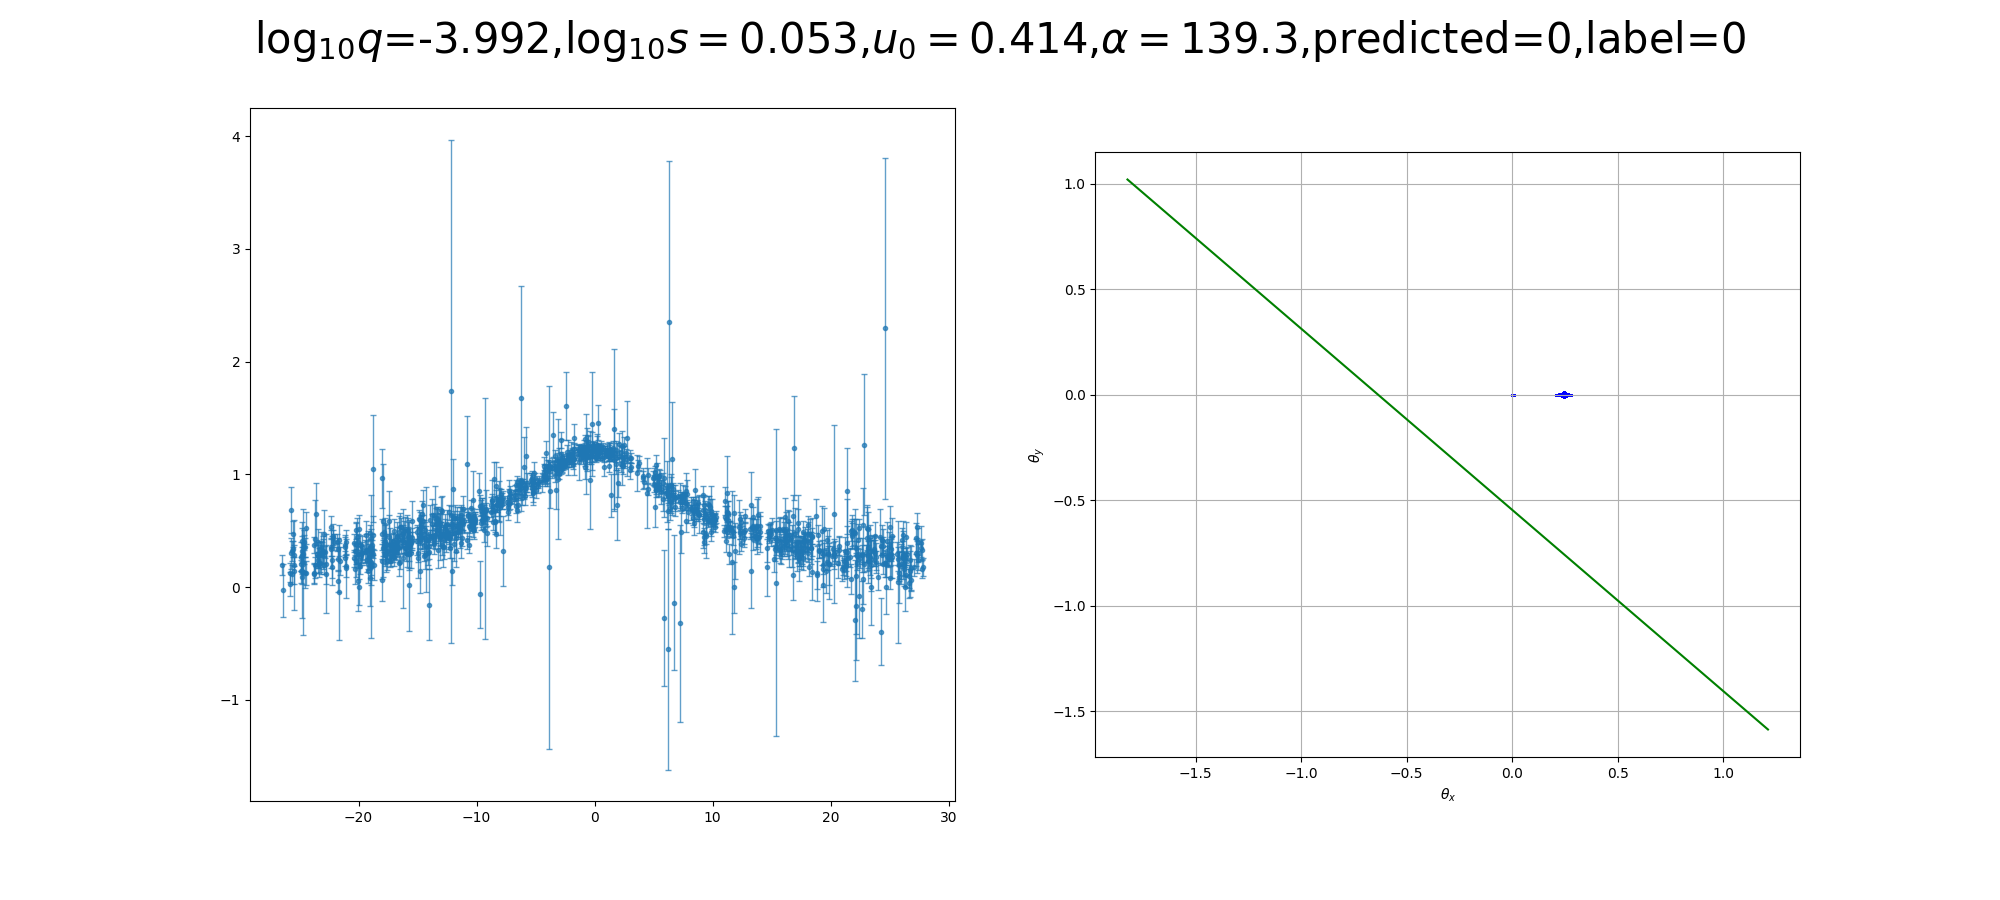 log₁₀q=-3.992,log₁₀s = 0.053,u₀ = 0.414,α = 139.3,predicted=0,label=0
4
3
2
1
0
−1
−20 −10 0 10 20 30
1.0
0.5
0.0
−0.5
−1.0
−1.5
θy
−1.5 −1.0 −0.5 0.0 0.5 1.0
θx